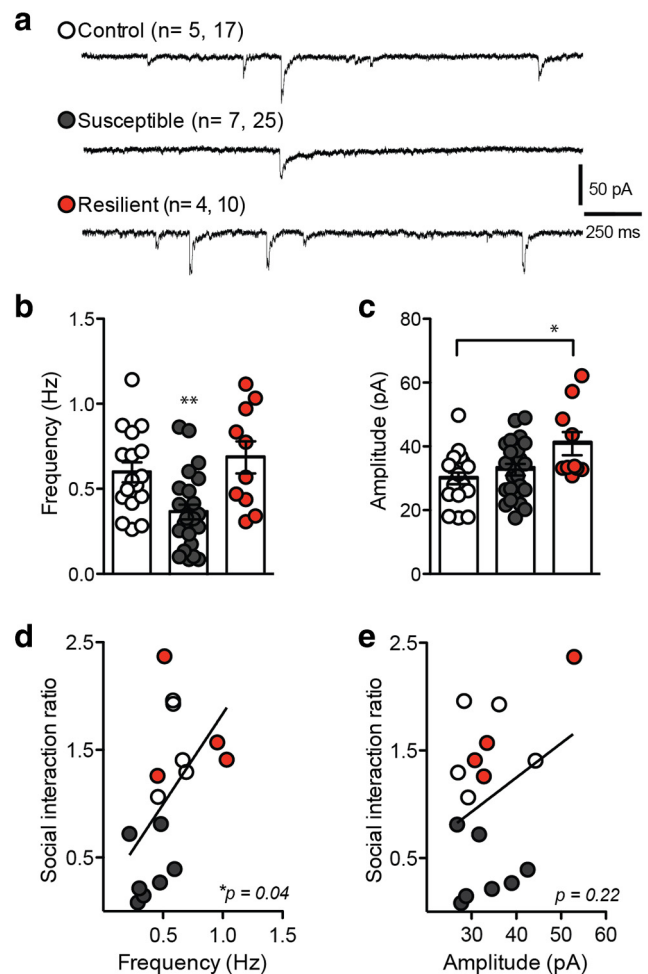 a
Control (n= 5, 17)
Susceptible (n= 7, 25)
50 pA
Resilient (n= 4, 10)
250 ms
b
Frequency (Hz)
1.5
1.0
0.5
0.0
**
c
Amplitude (pA)
80
60
40
20
0
*
d
Social interaction ratio
2.5
1.5
0.5
*p = 0.04
0.5
1.0
1.5
Frequency (Hz)
e
Social interaction ratio
2.5
1.5
0.5
p = 0.22
30
40
50
60
Amplitude (pA)